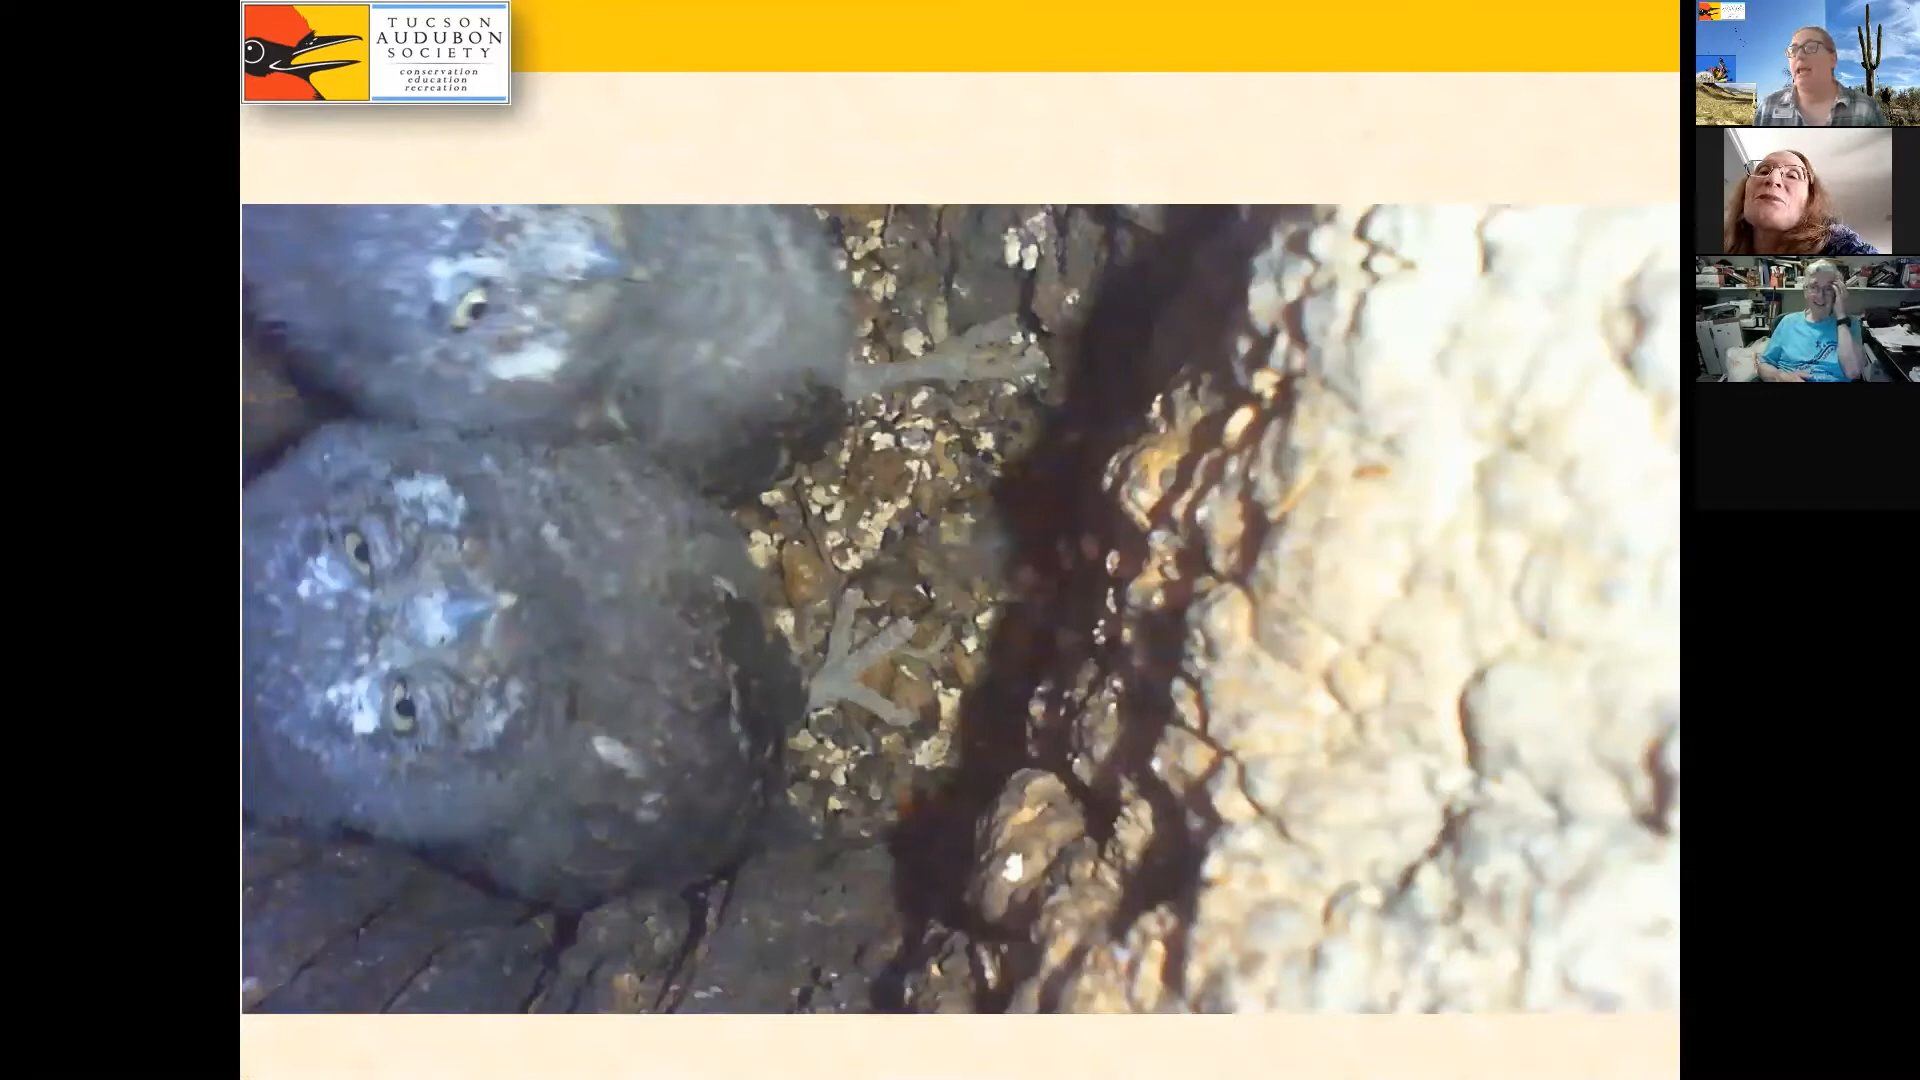 TUCSON
AUDUBON
SOCIETY
conservation
education
recreation